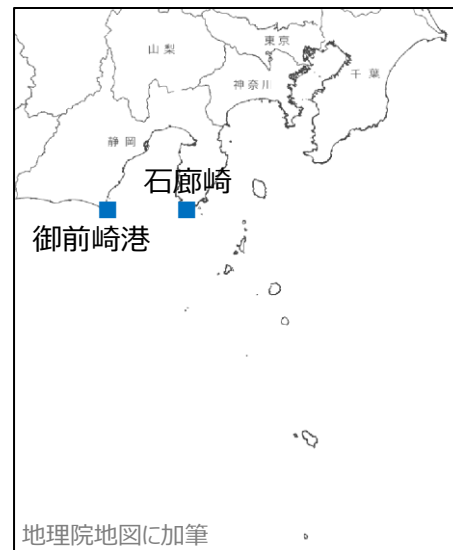 東京
山梨
千葉
神奈川
静岡
石廊崎
御前崎港
地理院地図に加筆